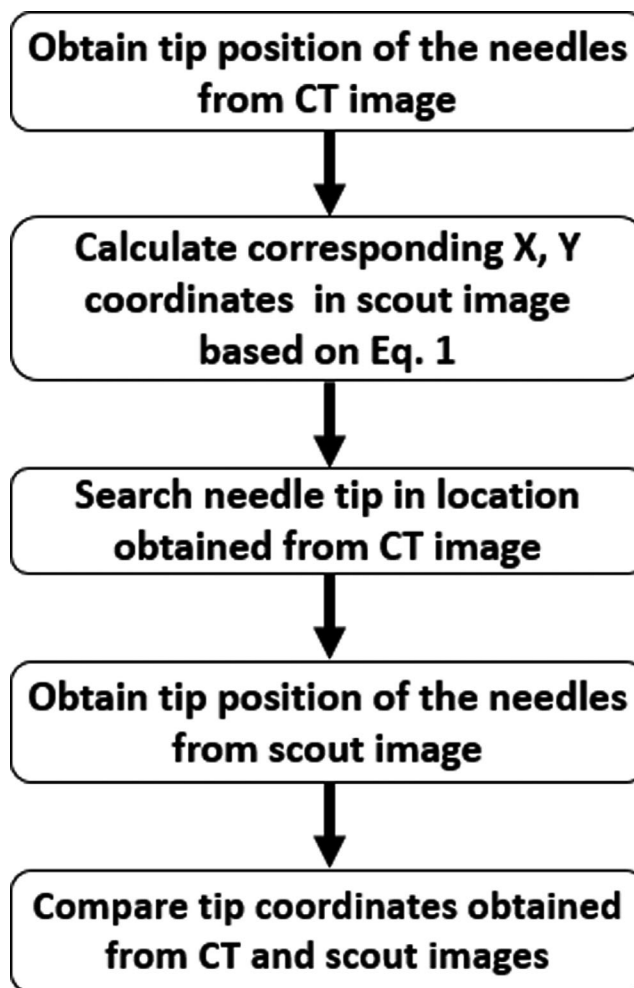 Obtain tip position of the needles
from CT image
Calculate corresponding X, Y
coordinates in scout image
based on Eq. 1
Search needle tip in location
obtained from CT image
Obtain tip position of the needles
from scout image
Compare tip coordinates obtained
from CT and scout images